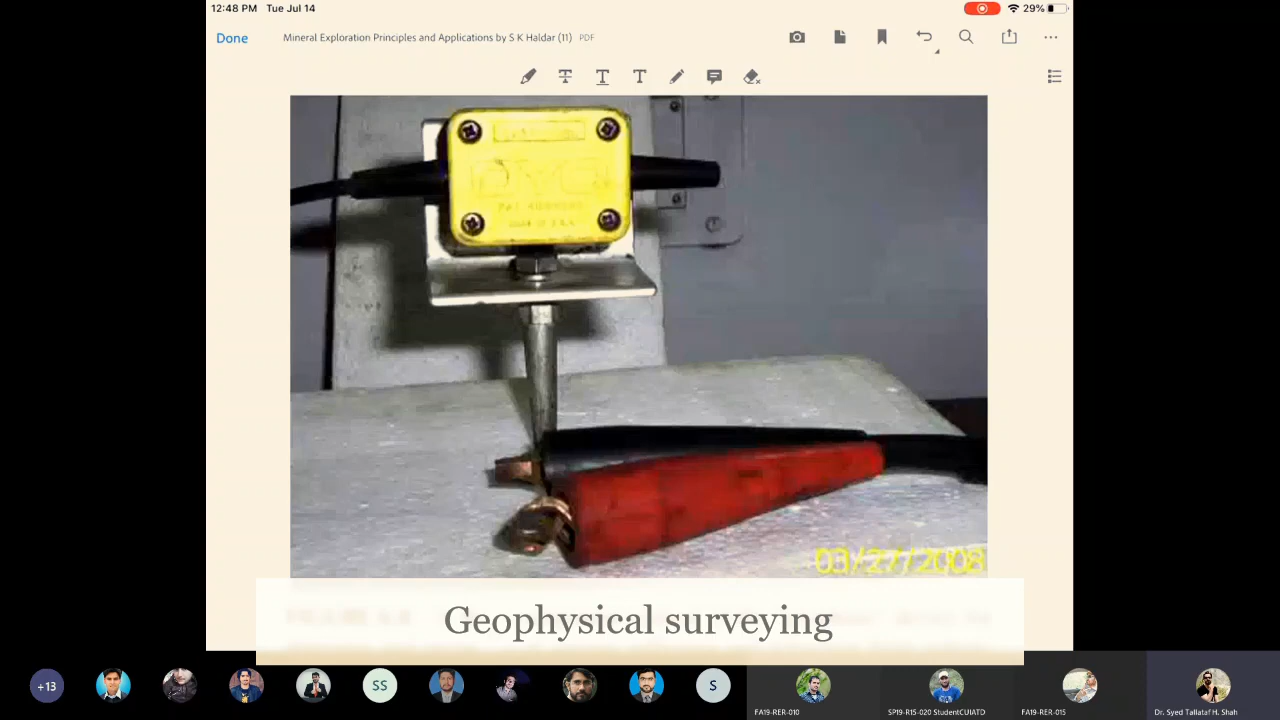 12:48 PM Tue Jul 14
29%
Done
Mineral Exploration Principles and Applications by S K Haldar (11) PDF
03/27/2008
Geophysical surveying
+13
SS
S
FA19-RER-010
SP19-R15-020 StudentCUIATD
FA19-RER-015
Dr. Syed Tallataf H. Shah